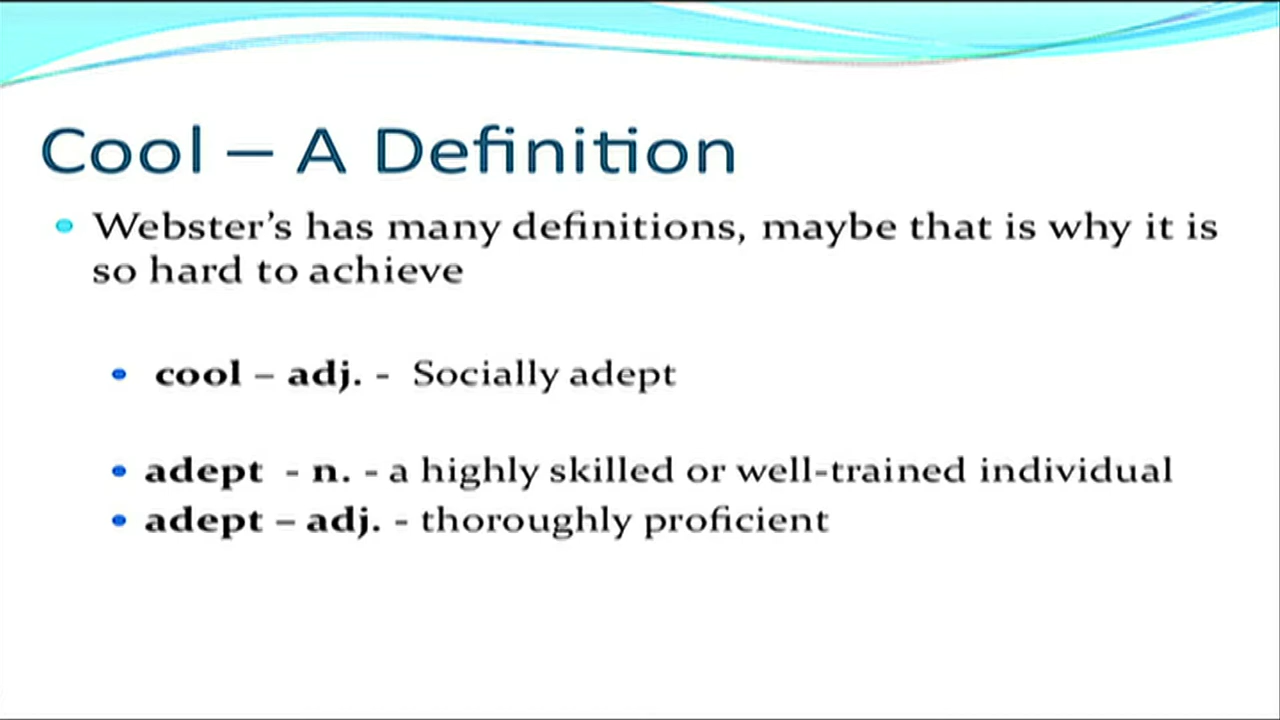 Cool – A Definition
Webster's has many definitions, maybe that is why it is
so hard to achieve
cool – adj. - Socially adept
adept - n. - a highly skilled or well-trained individual
adept – adj. - thoroughly proficient